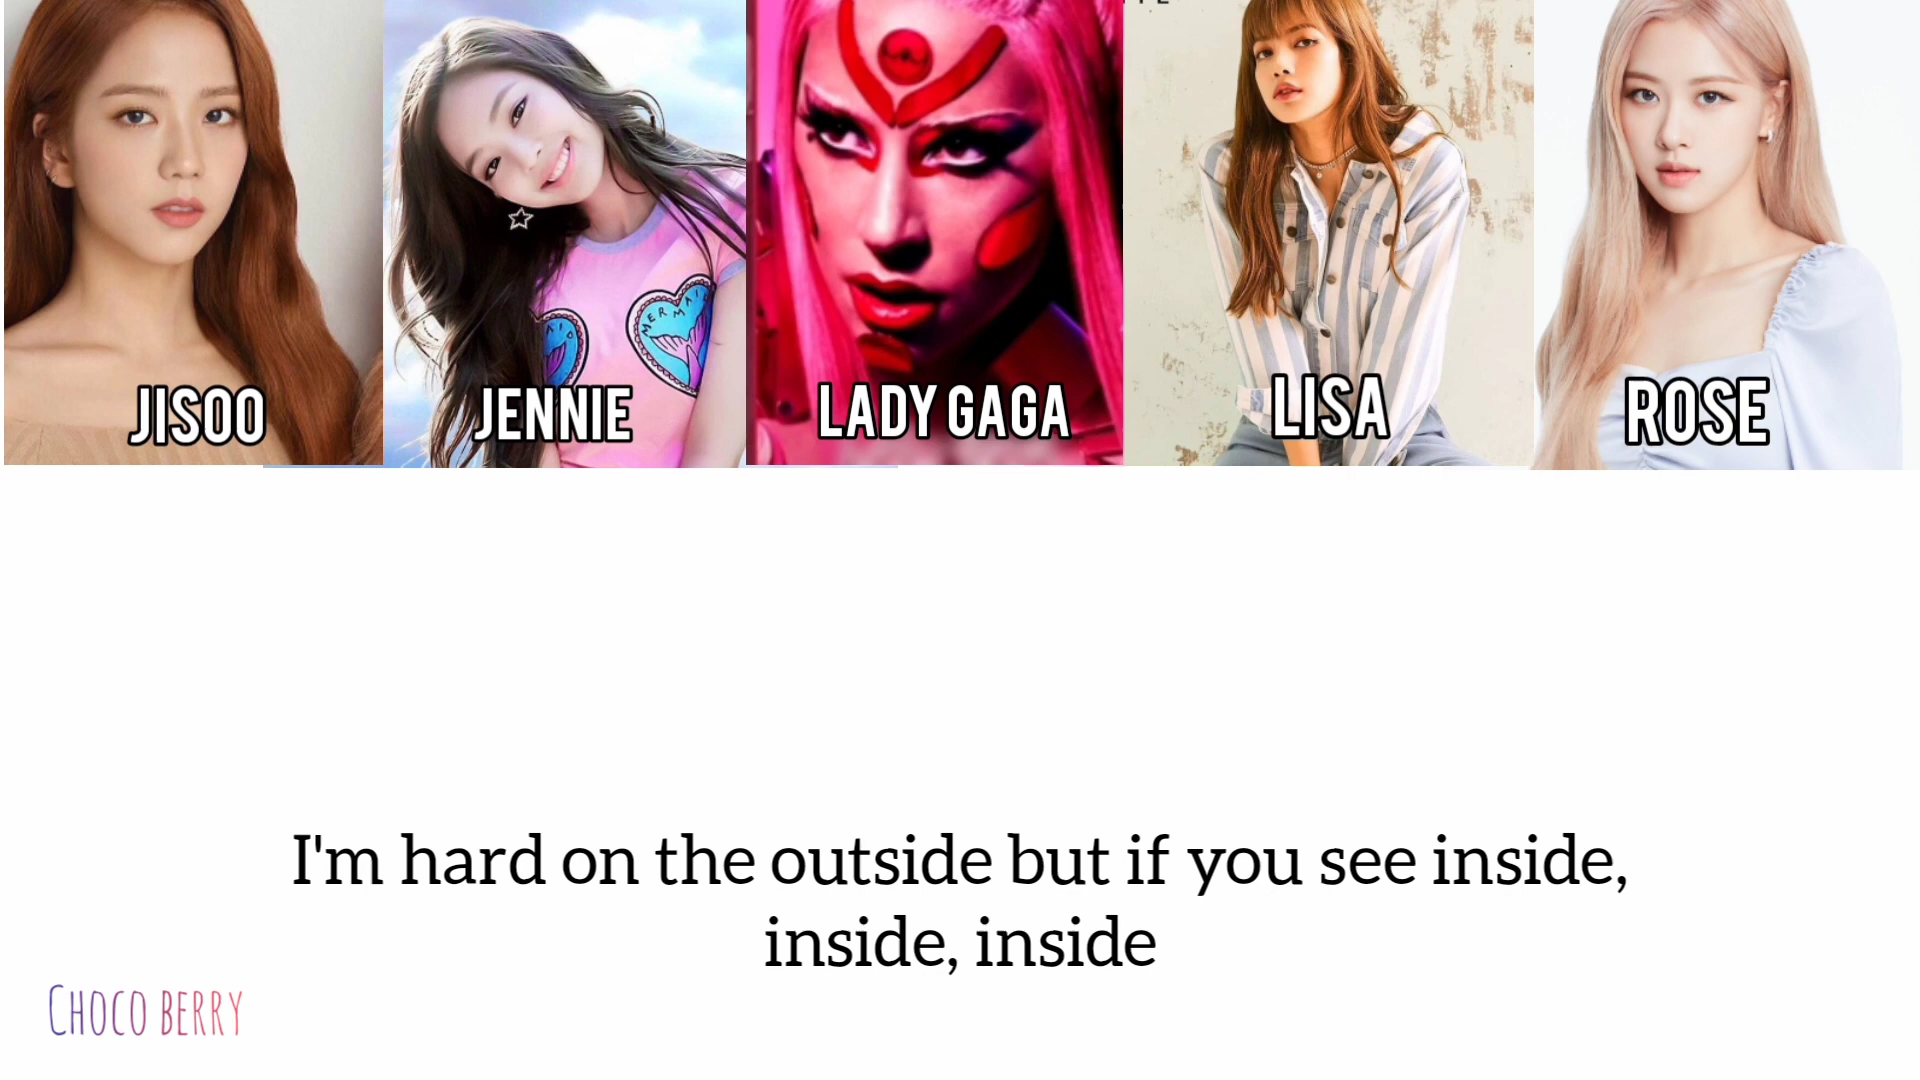 JISOO
JENNIE
LADY GAGA
LISA
ROSE
MERMAID
I'm hard on the outside but if you see inside,
inside, inside
CHOCO BERRY